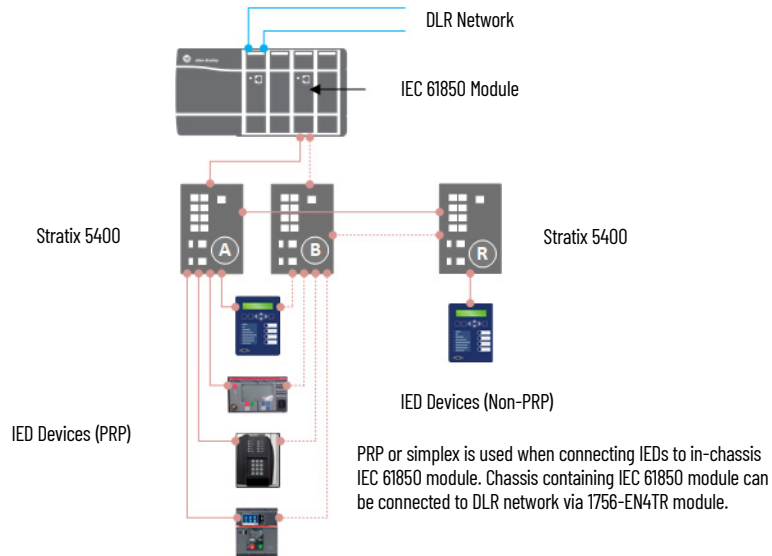 DLR Network
IEC 61850 Module
Stratix 5400
A
B
R
Stratix 5400
IED Devices (PRP)
IED Devices (Non-PRP)
PRP or simplex is used when connecting IEDs to in-chassis
IEC 61850 module. Chassis containing IEC 61850 module can
be connected to DLR network via 1756-EN4TR module.